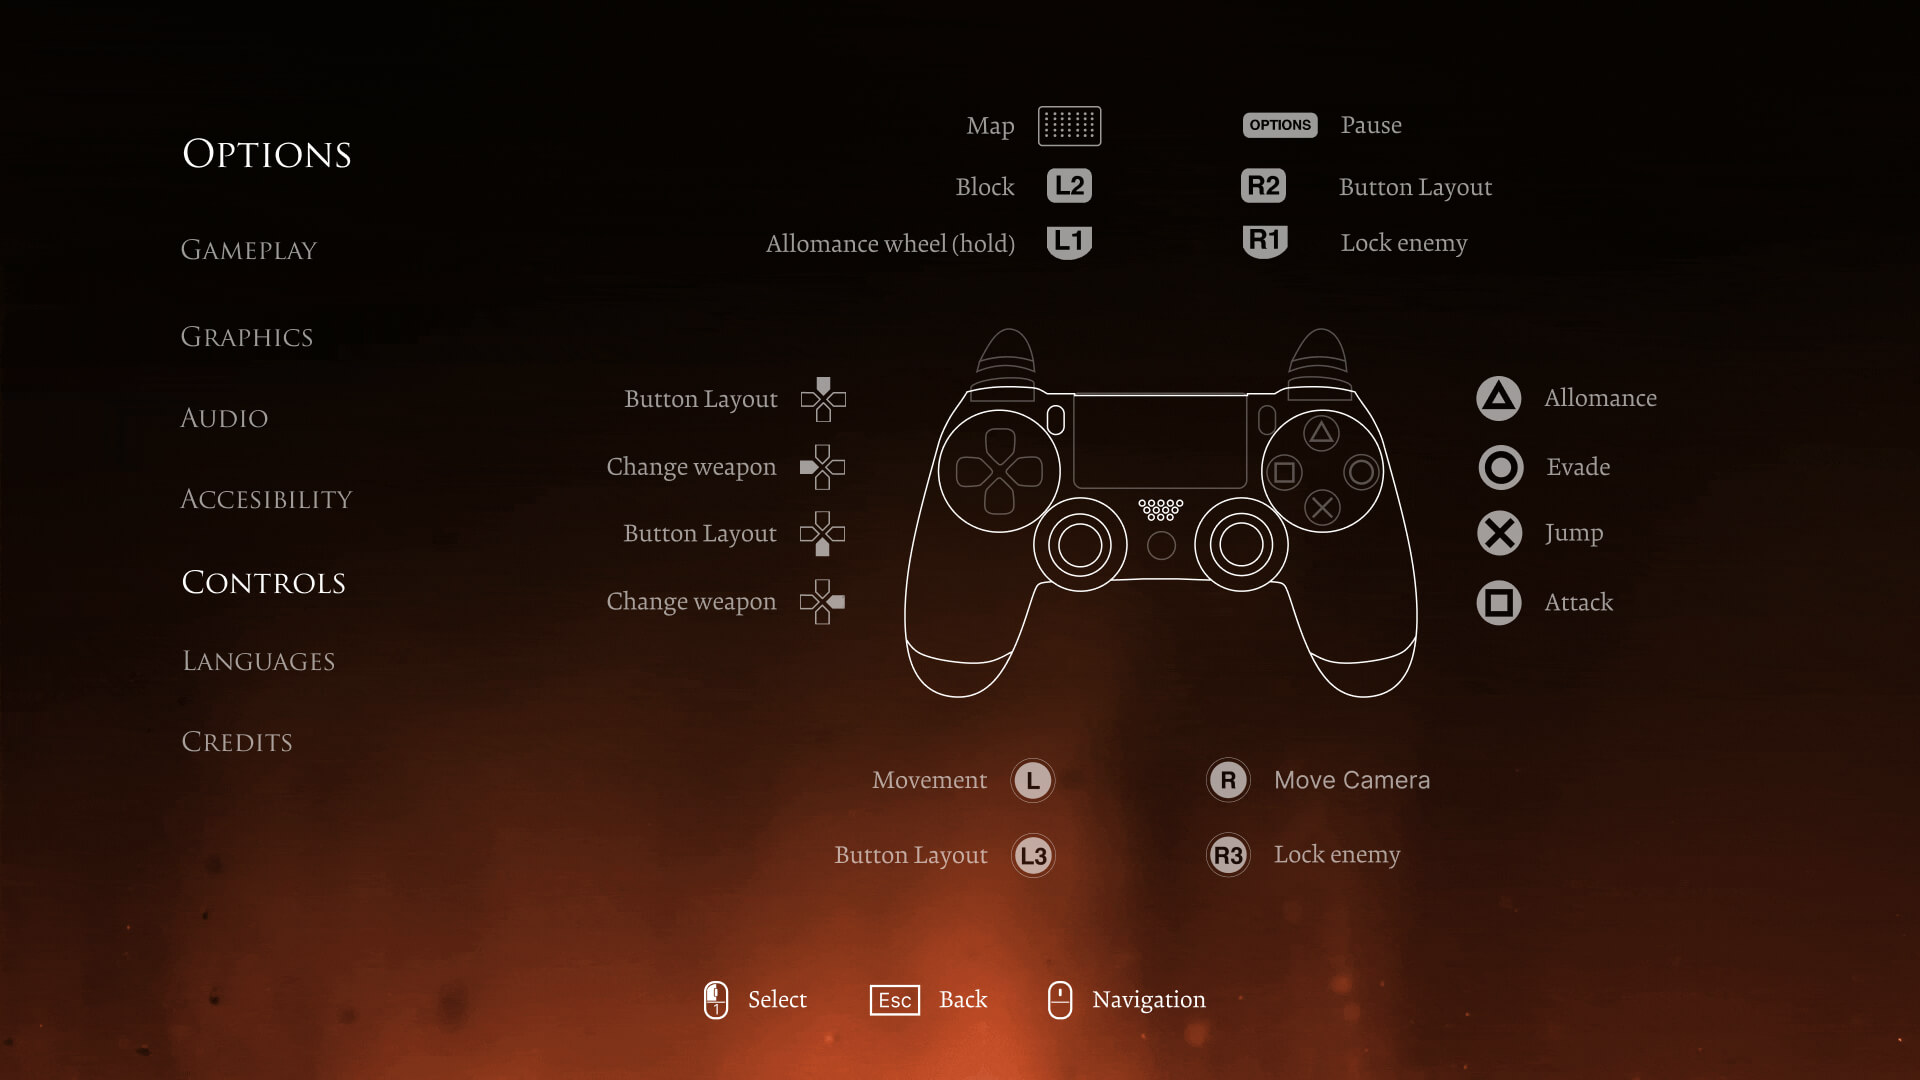 OPTIONS
GAMEPLAY
GRAPHICS
AUDIO
ACCESIBILITY
CONTROLS
LANGUAGES
CREDITS
Map
OPTIONS Pause
Block L2
R2 Button Layout
Allomance wheel (hold) L1
R1 Lock enemy
Button Layout
Change weapon
Button Layout
Change weapon
Allomance
Evade
Jump
Attack
Movement L
R Move Camera
Button Layout L3
R3 Lock enemy
1 Select
Esc Back
Navigation